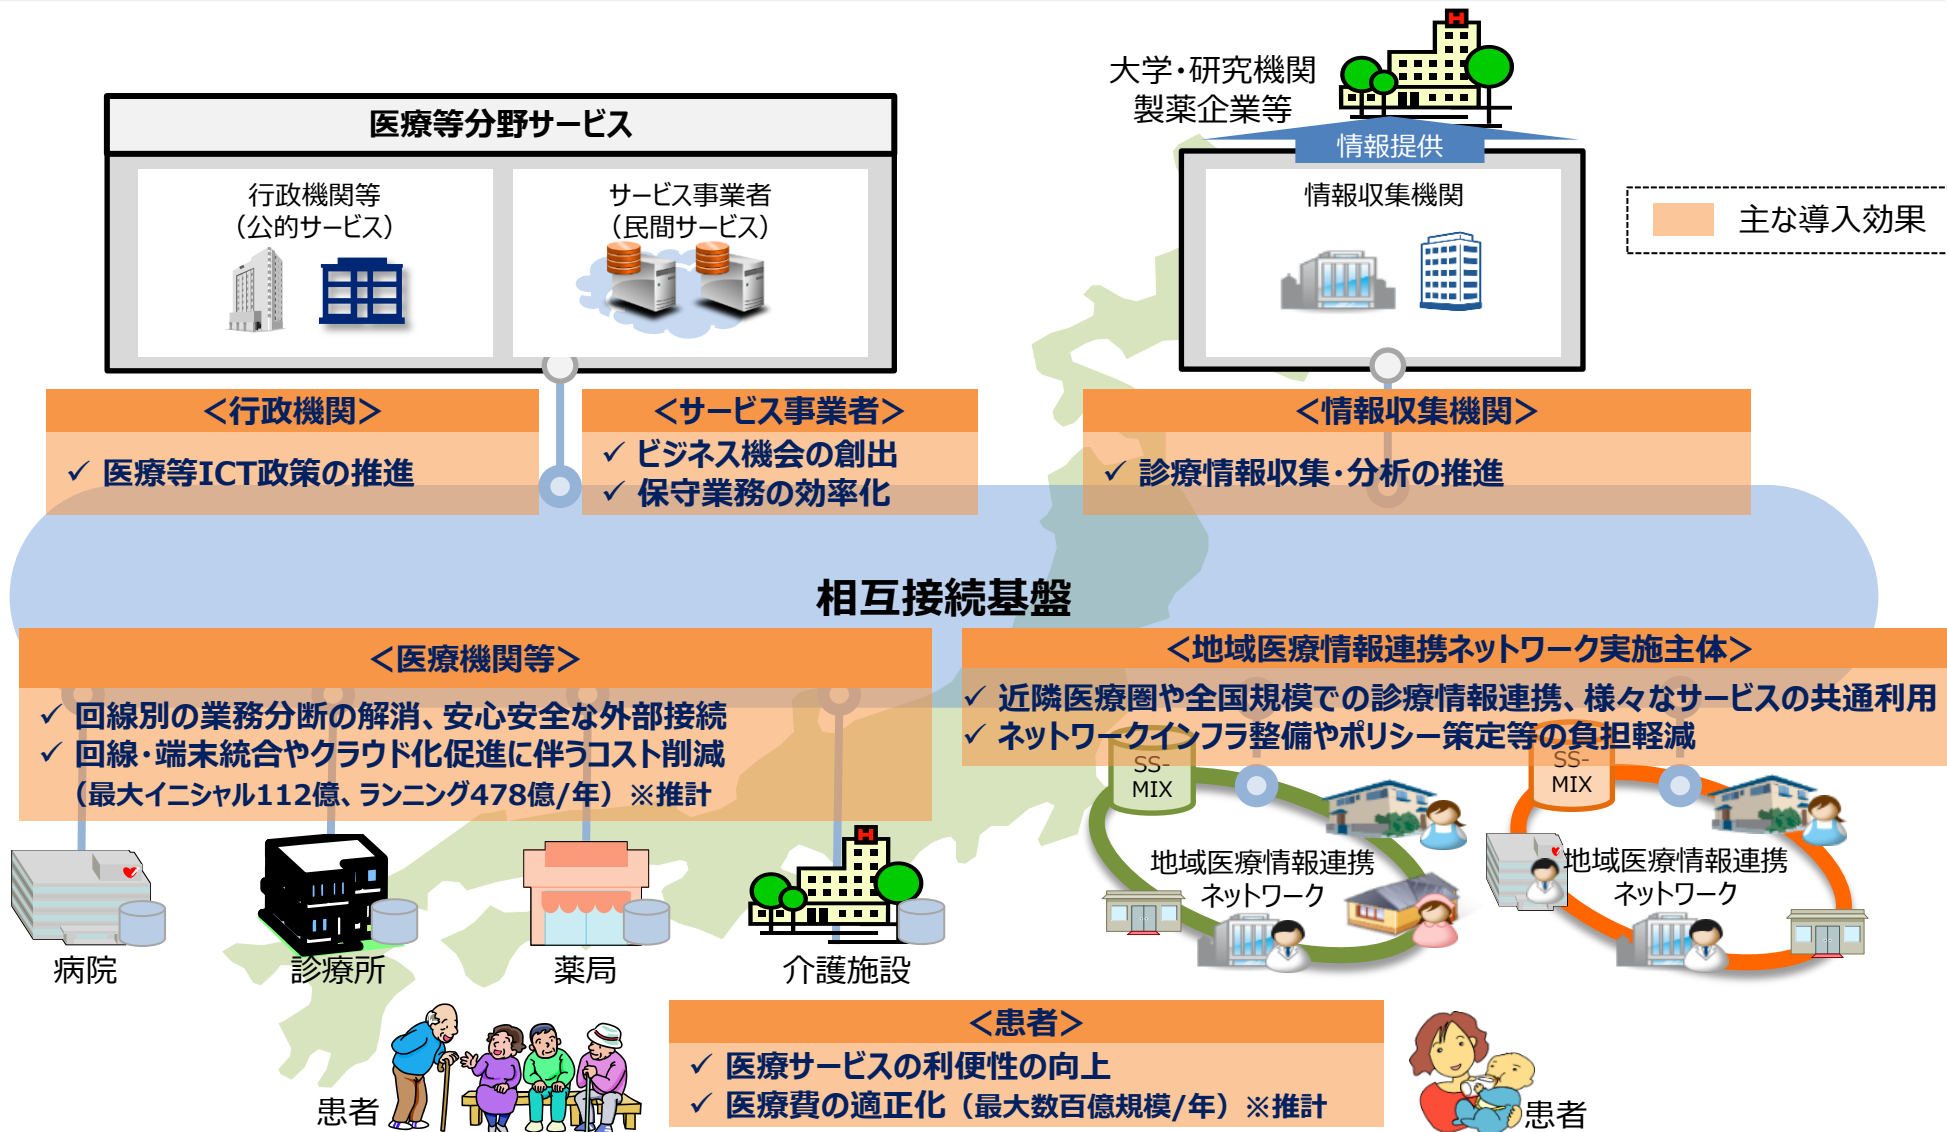 大学・研究機関
製薬企業等
H
情報提供
医療等分野サービス
行政機関等
（公的サービス）
サービス事業者
（民間サービス）
情報収集機関
主な導入効果
＜行政機関＞
✓ 医療等ICT政策の推進
＜サービス事業者＞
✓ ビジネス機会の創出
✓ 保守業務の効率化
＜情報収集機関＞
✓ 診療情報収集・分析の推進
相互接続基盤
＜医療機関等＞
✓ 回線別の業務分断の解消、安心安全な外部接続
✓ 回線・端末統合やクラウド化促進に伴うコスト削減
（最大イニシャル112億、ランニング478億/年）※推計
＜地域医療情報連携ネットワーク実施主体＞
✓ 近隣医療圏や全国規模での診療情報連携、様々なサービスの共通利用
✓ ネットワークインフラ整備やポリシー策定等の負担軽減
SS-
MIX
地域医療情報連携
ネットワーク
SS-
MIX
地域医療情報連携
ネットワーク
H
病院
診療所
薬局
介護施設
患者
＜患者＞
✓ 医療サービスの利便性の向上
✓ 医療費の適正化（最大数百億規模/年）※推計
患者